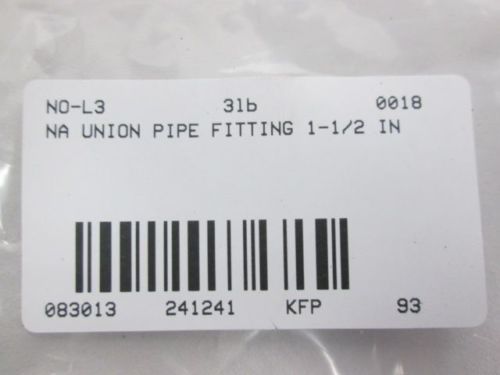 NO-L3 3lb 0018
NA UNION PIPE FITTING 1-1/2 IN
083013 241241 KFP 93